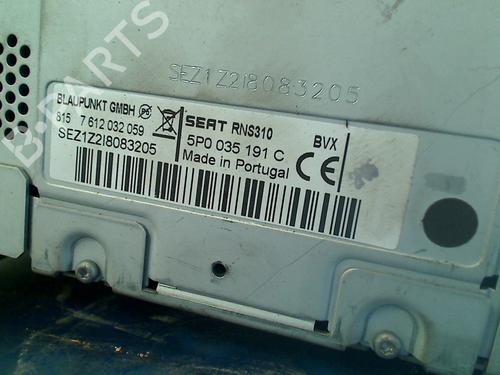 B-PARTS
SEZ1Z2I8083205
BLAUPUNKT GMBH
815 7 612 032 059
SEZ1Z2I8083205
SEAT RNS310
5P0 035 191 C
Made in Portugal
BVX
CE